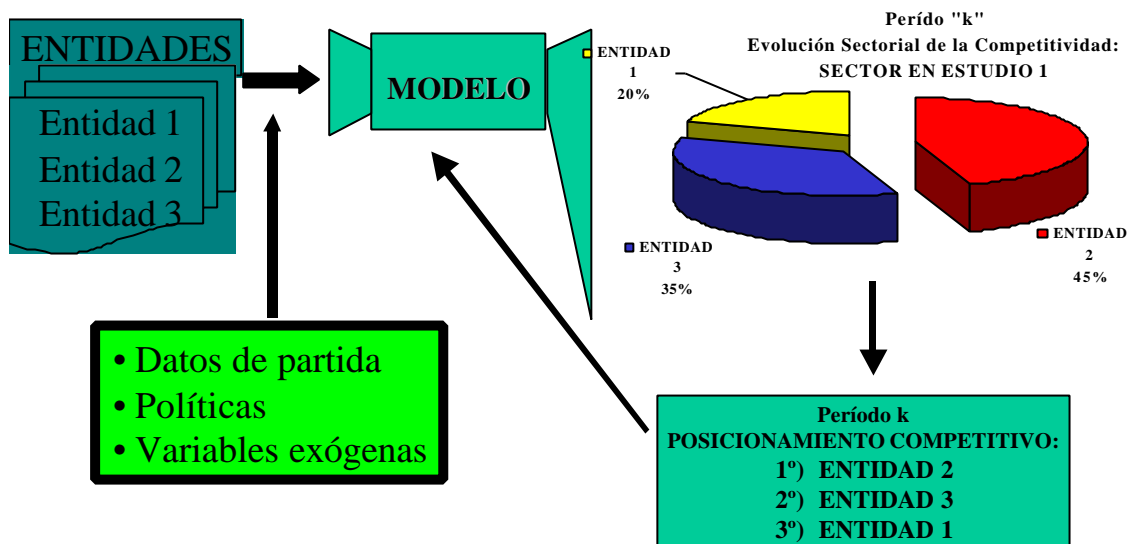 ENTIDADES
Entidad 1
Entidad 2
Entidad 3
MODELO
• Datos de partida
• Políticas
• Variables exógenas
Perído "k"
Evolución Sectorial de la Competitividad:
SECTOR EN ESTUDIO 1
ENTIDAD
1
20%
ENTIDAD
3
35%
ENTIDAD
2
45%
Período k
POSICIONAMIENTO COMPETITIVO:
1º) ENTIDAD 2
2º) ENTIDAD 3
3º) ENTIDAD 1